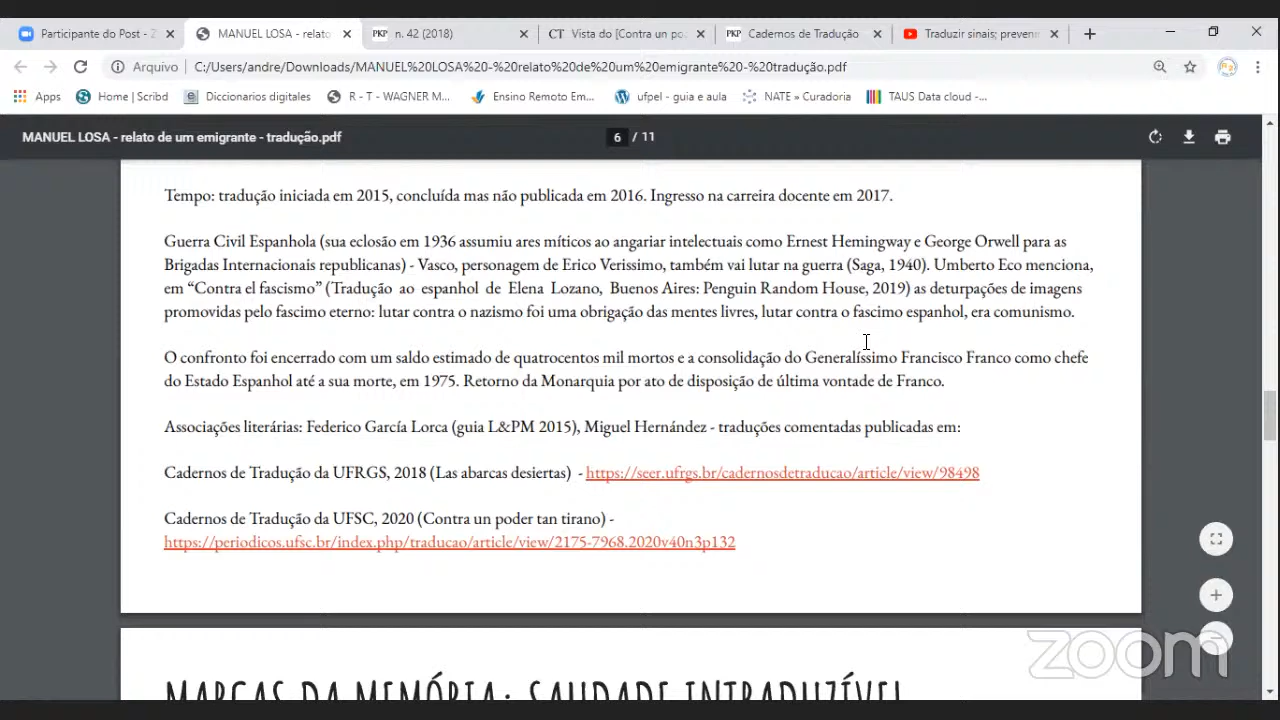 Participante do Post - Z
MANUEL LOSA - relato
PKP n. 42 (2018)
CT Vista do [Contra un po
PKP Cadernos de Tradução
Traduzir sinais; preveni
Arquivo C:/Users/andre/Downloads/MANUEL%20LOSA%20-%20relato%20de%20um%20emigrante%20-%20tradução.pdf
Apps Home | Scribd Diccionarios digitales R - T - WAGNER M... Ensino Remoto Em... ufpel - guia e aula NATE » Curadoria TAUS Data cloud -...
MANUEL LOSA - relato de um emigrante - tradução.pdf 6 / 11
Tempo: tradução iniciada em 2015, concluída mas não publicada em 2016. Ingresso na carreira docente em 2017.
Guerra Civil Espanhola (sua eclosão em 1936 assumiu ares míticos ao angariar intelectuais como Ernest Hemingway e George Orwell para as
Brigadas Internacionais republicanas) - Vasco, personagem de Erico Verissimo, também vai lutar na guerra (Saga, 1940). Umberto Eco menciona,
em “Contra el fascismo” (Tradução ao espanhol de Elena Lozano, Buenos Aires: Penguin Random House, 2019) as deturpações de imagens
promovidas pelo fascimo eterno: lutar contra o nazismo foi uma obrigação das mentes livres, lutar contra o fascimo espanhol, era comunismo.
O confronto foi encerrado com um saldo estimado de quatrocentos mil mortos e a consolidação do Generalíssimo Francisco Franco como chefe
do Estado Espanhol até a sua morte, em 1975. Retorno da Monarquia por ato de disposição de última vontade de Franco.
Associações literárias: Federico García Lorca (guia L&PM 2015), Miguel Hernández - traduções comentadas publicadas em:
Cadernos de Tradução da UFRGS, 2018 (Las abarcas desiertas) - https://seer.ufrgs.br/cadernosdetraducao/article/view/98498
Cadernos de Tradução da UFSC, 2020 (Contra un poder tan tirano) -
https://periodicos.ufsc.br/index.php/traducao/article/view/2175-7968.2020v40n3p132
zoom
MARCAS DA MEMÓRIA: SAUDADE INTRADUZÍVEL